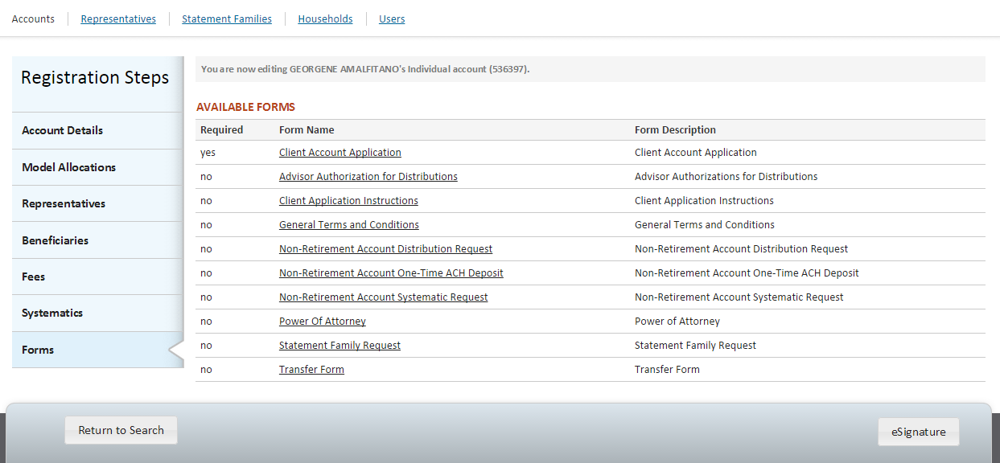 Accounts Representatives Statement Families Households Users
Registration Steps
Account Details
Model Allocations
Representatives
Beneficiaries
Fees
Systematics
Forms
You are now editing GEORGENE AMALFITANO's Individual account (536397).
AVAILABLE FORMS
Required Form Name Form Description
yes Client Account Application Client Account Application
no Advisor Authorization for Distributions Advisor Authorizations for Distributions
no Client Application Instructions Client Application Instructions
no General Terms and Conditions General Terms and Conditions
no Non-Retirement Account Distribution Request Non-Retirement Account Distribution Request
no Non-Retirement Account One-Time ACH Deposit Non-Retirement Account One-Time ACH Deposit
no Non-Retirement Account Systematic Request Non-Retirement Account Systematic Request
no Power Of Attorney Power of Attorney
no Statement Family Request Statement Family Request
no Transfer Form Transfer Form
Return to Search eSignature